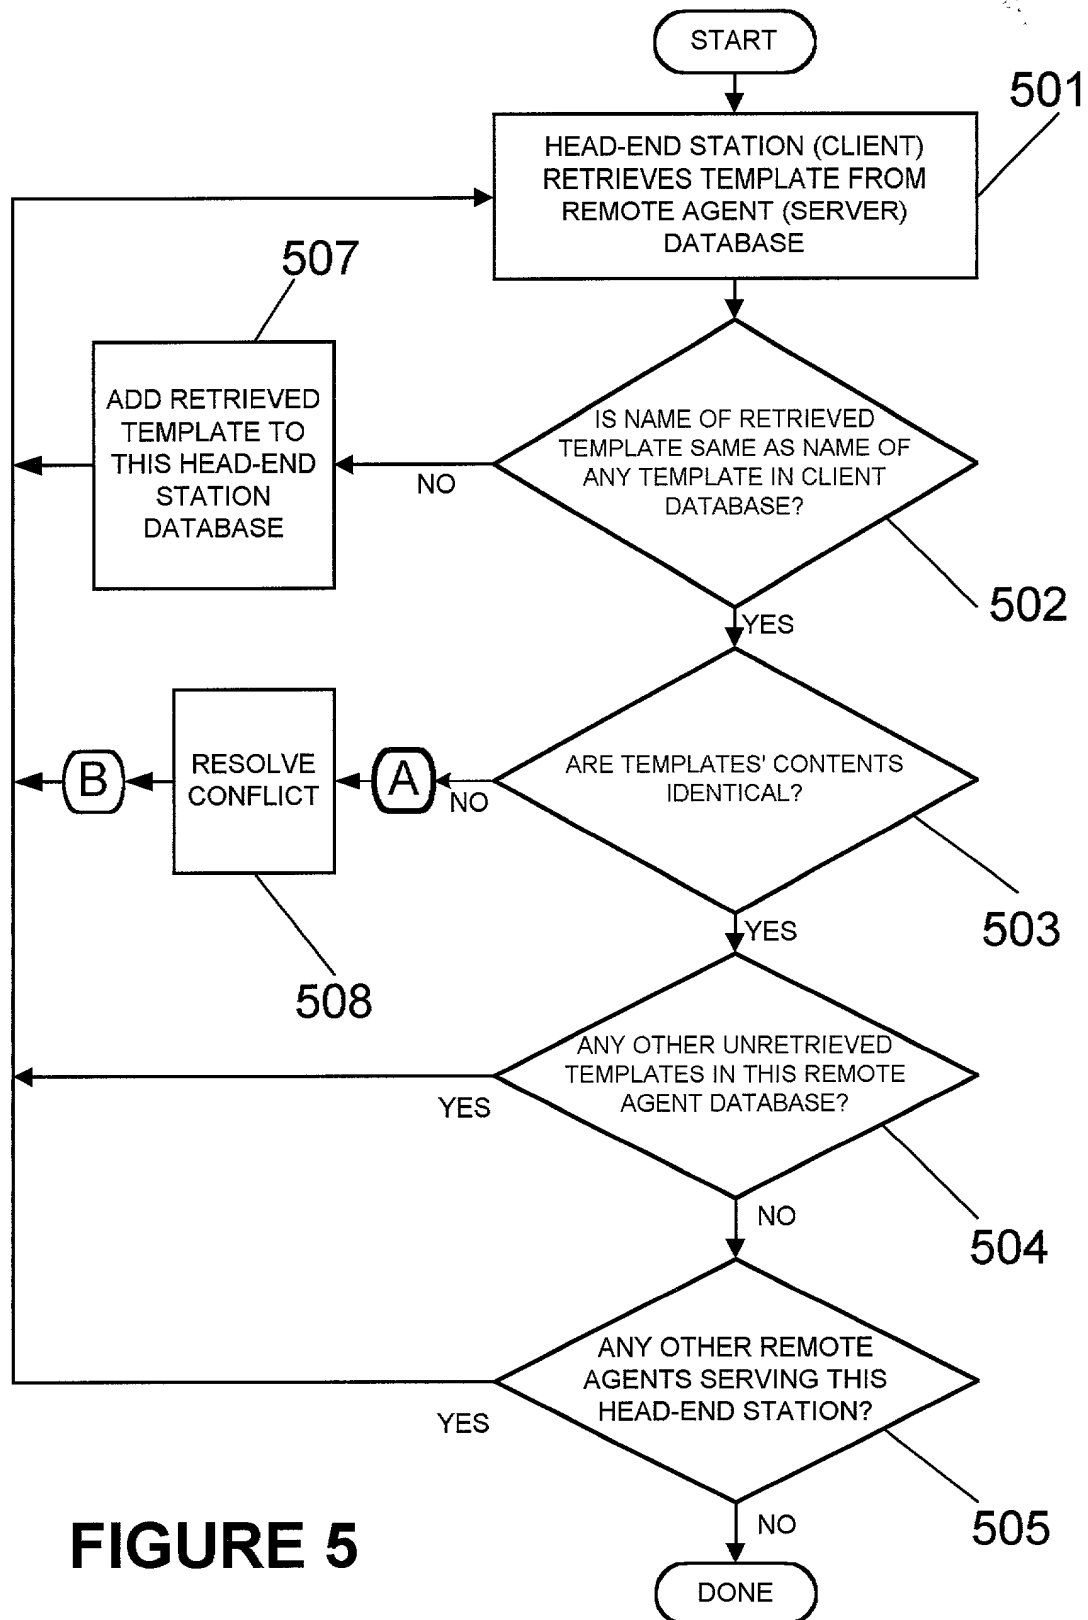 START
501
HEAD-END STATION (CLIENT)
RETRIEVES TEMPLATE FROM
REMOTE AGENT (SERVER)
DATABASE
507
ADD RETRIEVED
TEMPLATE TO
THIS HEAD-END
STATION
DATABASE
NO
IS NAME OF RETRIEVED
TEMPLATE SAME AS NAME OF
ANY TEMPLATE IN CLIENT
DATABASE?
502
YES
B
RESOLVE
CONFLICT
A
NO
ARE TEMPLATES' CONTENTS
IDENTICAL?
503
508
YES
ANY OTHER UNRETRIEVED
TEMPLATES IN THIS REMOTE
AGENT DATABASE?
YES
504
NO
ANY OTHER REMOTE
AGENTS SERVING THIS
HEAD-END STATION?
YES
505
NO
FIGURE 5
DONE